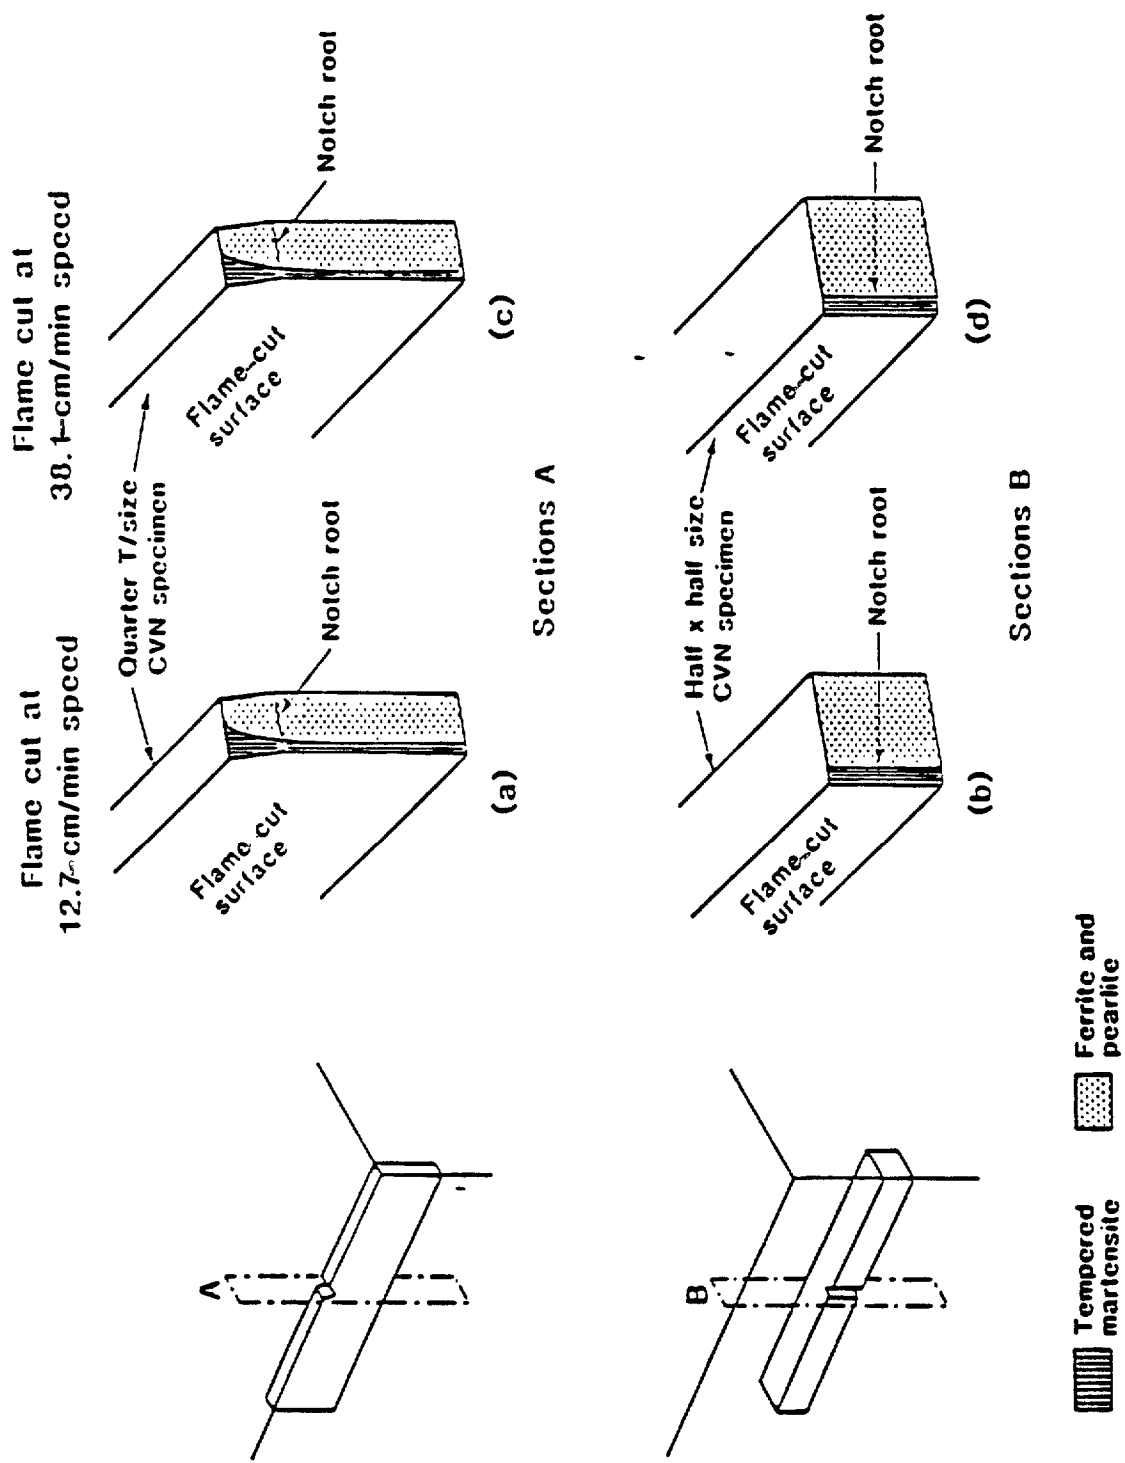 Flame cut at
12.7-cm/min speed
Flame cut at
38.1-cm/min speed
Quarter T/size
CVN specimen
Notch root
Notch root
Flame-cut
surface
Flame-cut
surface
(a)
(c)
A
Sections A
Half x half size
CVN specimen
Notch root
Notch root
Flame-cut
surface
Flame-cut
surface
(b)
(d)
B
Sections B
Tempered
martensite
Ferrite and
pearlite